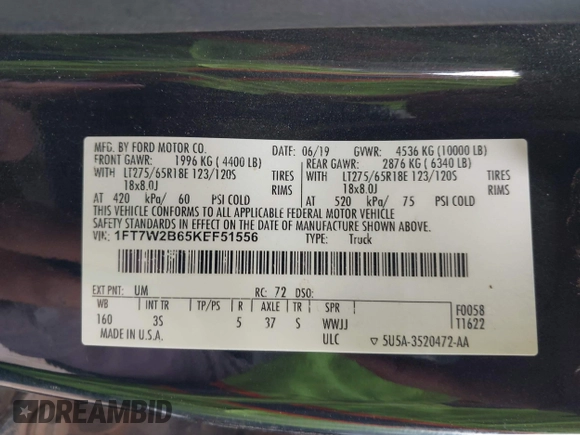 MFG. BY FORD MOTOR CO. 06/19 GVWR: 4536 KG (10000 LB)
FRONT GAWR: 1996 KG (4400 LB) REAR GAWR: 2876 KG (6340 LB)
WITH LT275/65R18E 123/120S TIRES LT275/65R18E 123/120S TIRES
18x8.0J RIMS 18x8.0J RIMS
AT 420 kPa/ 60 PSI COLD AT 520 kPa/ 75 PSI COLD
THIS VEHICLE CONFORMS TO ALL APPLICABLE FEDERAL MOTOR VEHICLE
SAFETY STANDARDS IN EFFECT ON THE DATE OF MANUFACTURE SHOWN ABOVE.
VIN: 1FT7W2B65KEF51556 TYPE: Truck
EXT PNT: UM RC: 72 DSO:
WB INT TR TP/PS R AXLE TR SPR F0058
160 3S 5 37 S WWJJ T1622
MADE IN U.S.A. ULC 5U5A-3520472-AA
DREAMBID